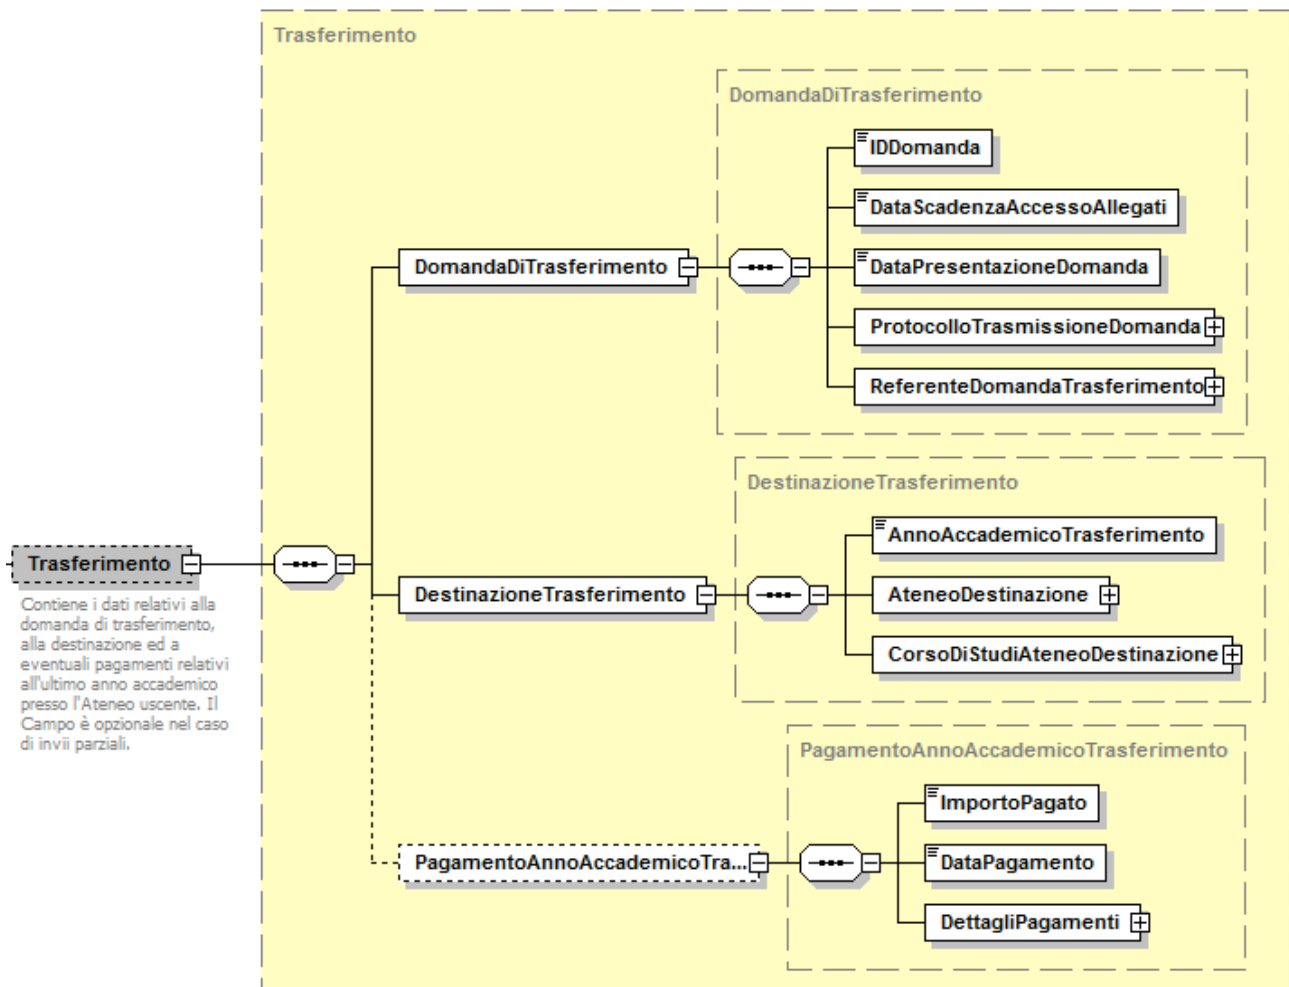 Trasferimento
DomandaDiTrasferimento
IDDomanda
DataScadenzaAccessoAllegati
DomandaDiTrasferimento
DataPresentazioneDomanda
ProtocolloTrasmissioneDomanda
ReferenteDomandaTrasferimento
DestinazioneTrasferimento
AnnoAccademicoTrasferimento
Trasferimento
DestinazioneTrasferimento
AteneoDestinazione
CorsoDiStudiAteneoDestinazione
Contiene i dati relativi alla
domanda di trasferimento,
alla destinazione ed a
eventuali pagamenti relativi
all'ultimo anno accademico
presso l'Ateneo uscente. Il
Campo è opzionale nel caso
di invii parziali.
PagamentoAnnoAccademicoTrasferimento
ImportoPagato
PagamentoAnnoAccademicoTra...
DataPagamento
DettagliPagamenti